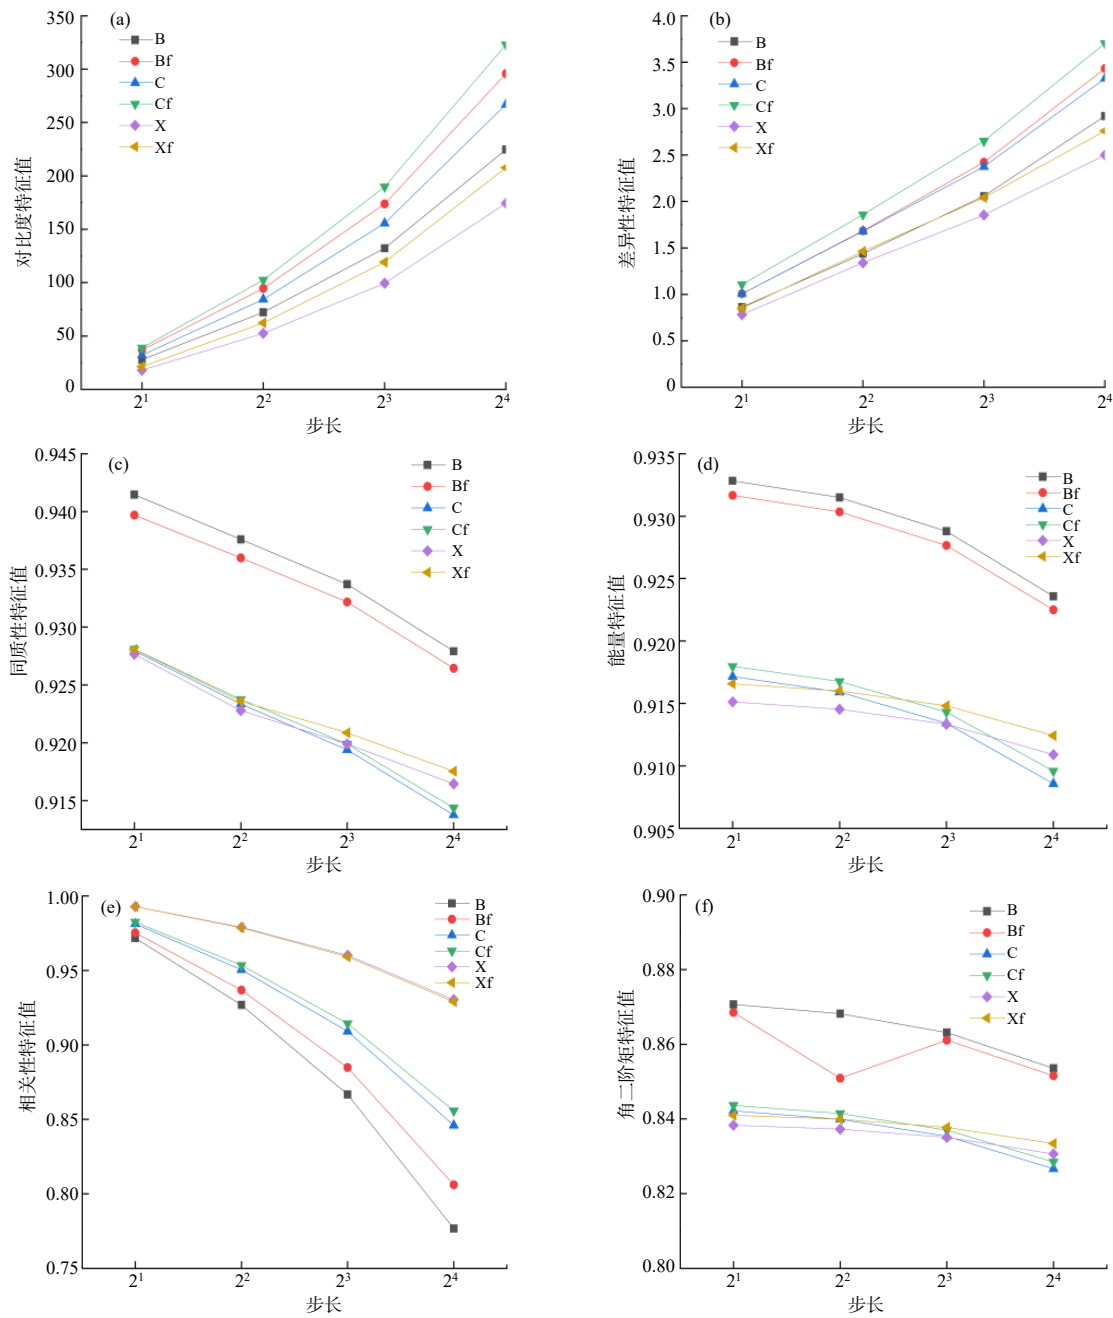 (a)
B
Bf
C
Cf
X
Xf
350
300
250
200
150
100
50
0
对比度特征值
2¹ 2² 2³ 2⁴
步长
(b)
B
Bf
C
Cf
X
Xf
4.0
3.5
3.0
2.5
2.0
1.5
1.0
0.5
0
差异性特征值
2¹ 2² 2³ 2⁴
步长
(c)
B
Bf
C
Cf
X
Xf
0.945
0.940
0.935
0.930
0.925
0.920
0.915
同质性特征值
2¹ 2² 2³ 2⁴
步长
(d)
B
Bf
C
Cf
X
Xf
0.935
0.930
0.925
0.920
0.915
0.910
0.905
能量特征值
2¹ 2² 2³ 2⁴
步长
(e)
B
Bf
C
Cf
X
Xf
1.00
0.95
0.90
0.85
0.80
0.75
相关性特征值
2¹ 2² 2³ 2⁴
步长
(f)
B
Bf
C
Cf
X
Xf
0.90
0.88
0.86
0.84
0.82
0.80
角二阶矩特征值
2¹ 2² 2³ 2⁴
步长